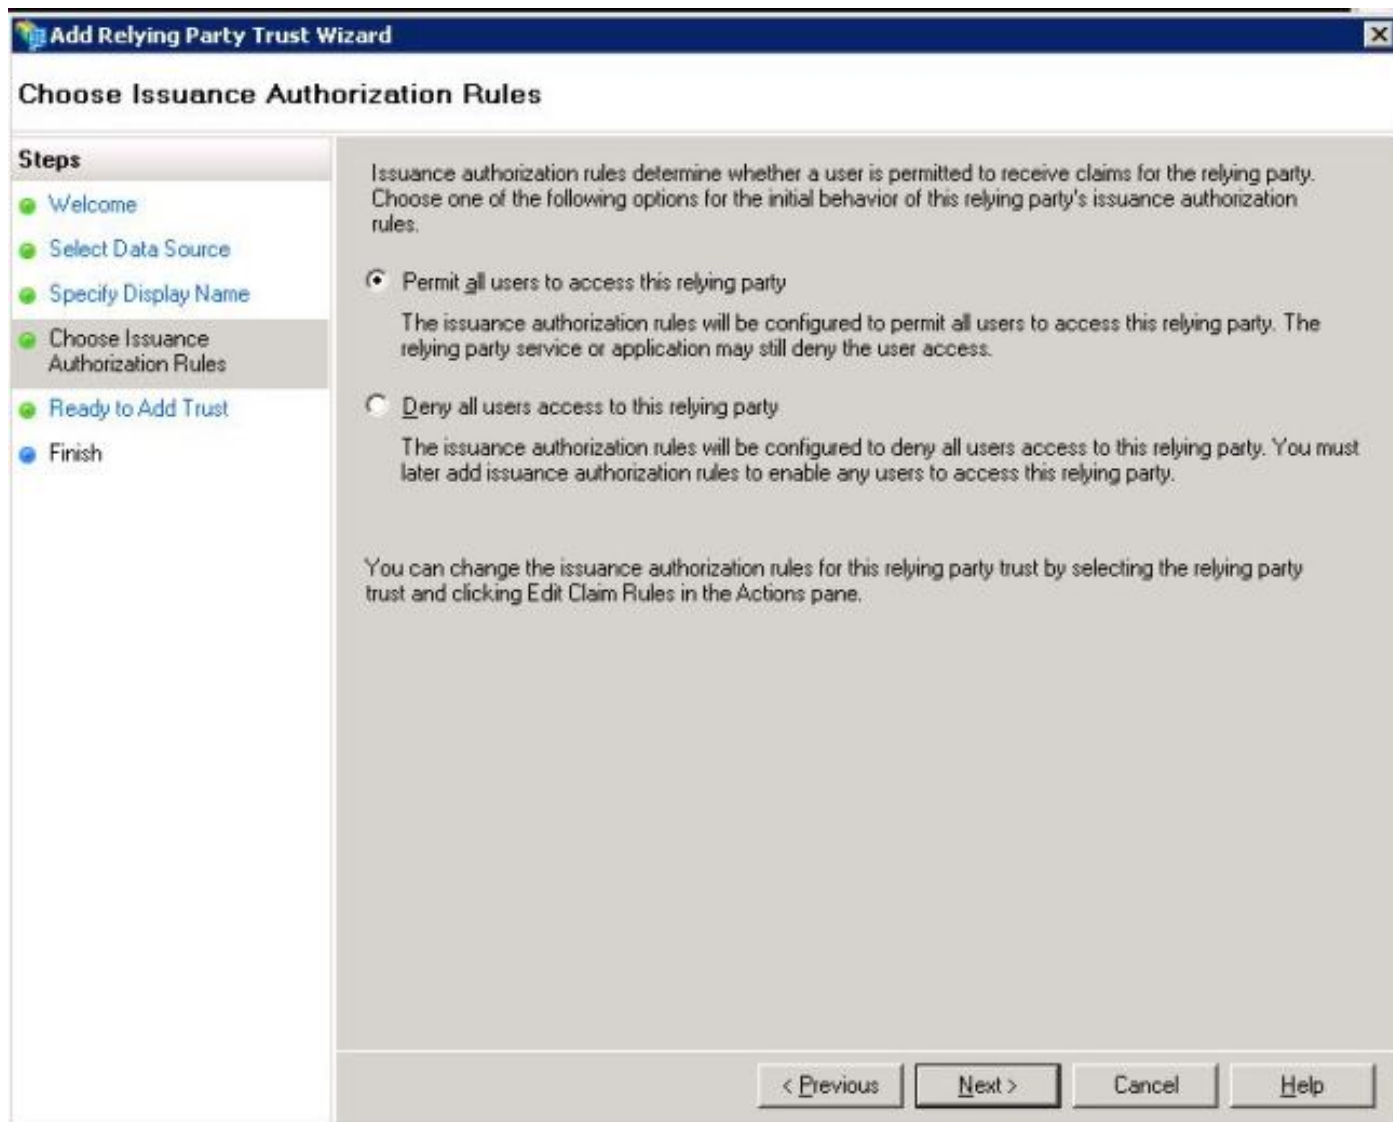 Add Relying Party Trust Wizard
Choose Issuance Authorization Rules
Steps
Welcome
Select Data Source
Specify Display Name
Choose Issuance
Authorization Rules
Ready to Add Trust
Finish
Issuance authorization rules determine whether a user is permitted to receive claims for the relying party.
Choose one of the following options for the initial behavior of this relying party's issuance authorization
rules.
Permit all users to access this relying party
The issuance authorization rules will be configured to permit all users to access this relying party. The
relying party service or application may still deny the user access.
Deny all users access to this relying party
The issuance authorization rules will be configured to deny all users access to this relying party. You must
later add issuance authorization rules to enable any users to access this relying party.
You can change the issuance authorization rules for this relying party trust by selecting the relying party
trust and clicking Edit Claim Rules in the Actions pane.
< Previous
Next >
Cancel
Help